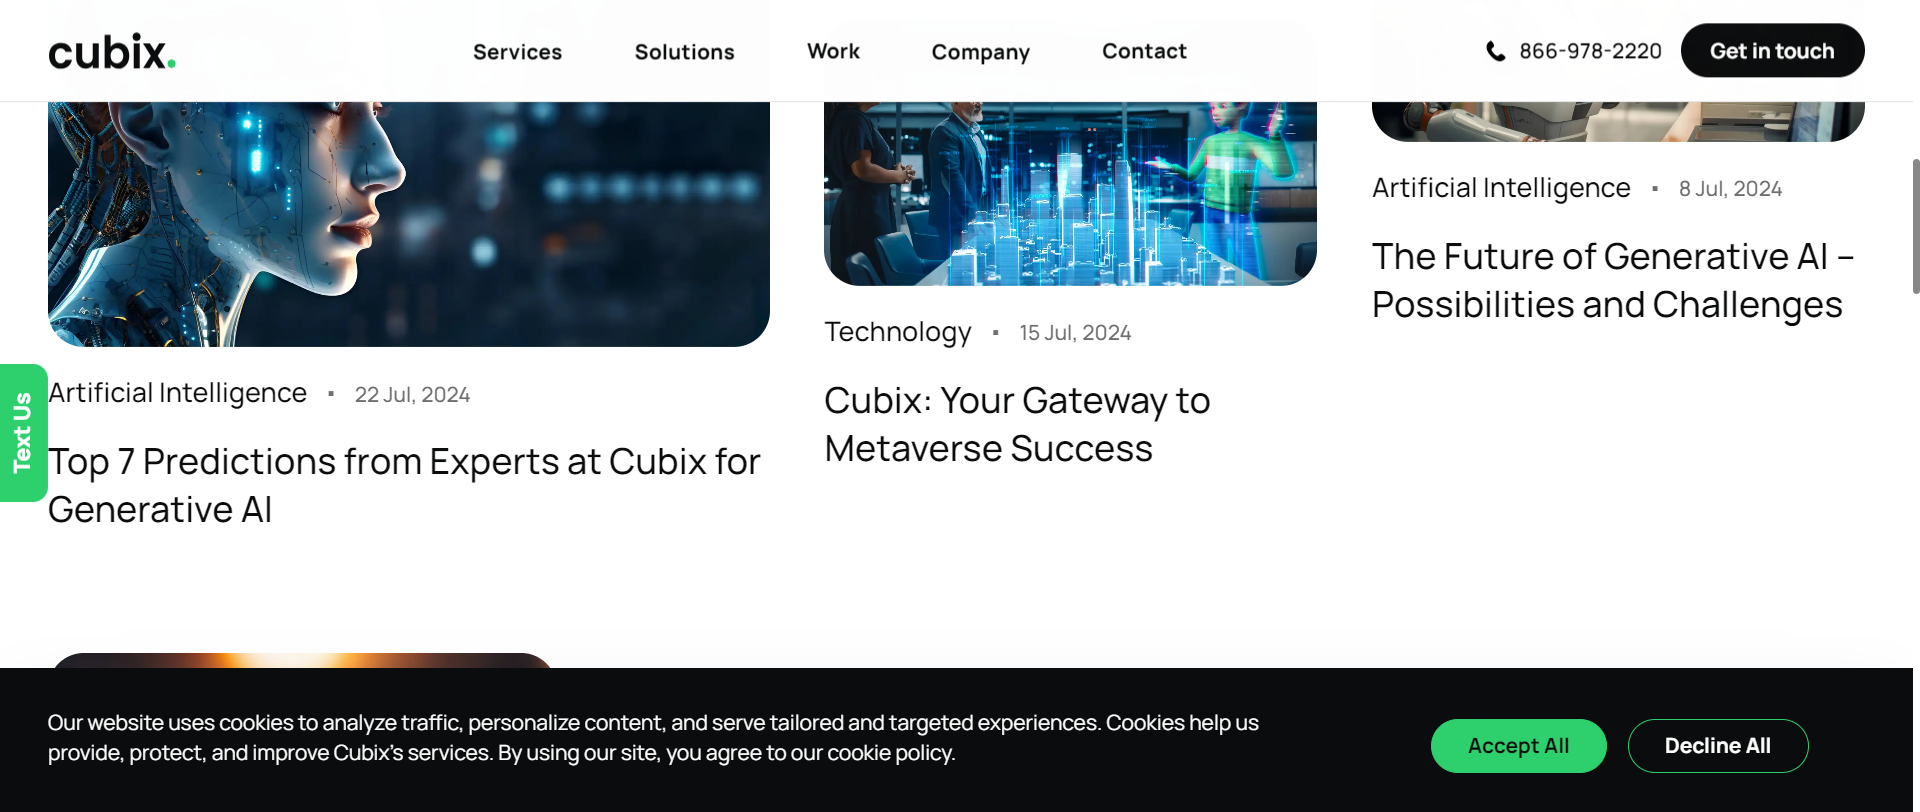 cubix.
Services
Solutions
Work
Company
Contact
866-978-2220
Get in touch
Artificial Intelligence ▪ 22 Jul, 2024
Top 7 Predictions from Experts at Cubix for
Generative AI
Technology ▪ 15 Jul, 2024
Cubix: Your Gateway to
Metaverse Success
Artificial Intelligence ▪ 8 Jul, 2024
The Future of Generative AI –
Possibilities and Challenges
Text Us
Our website uses cookies to analyze traffic, personalize content, and serve tailored and targeted experiences. Cookies help us
provide, protect, and improve Cubix's services. By using our site, you agree to our cookie policy.
Accept All
Decline All